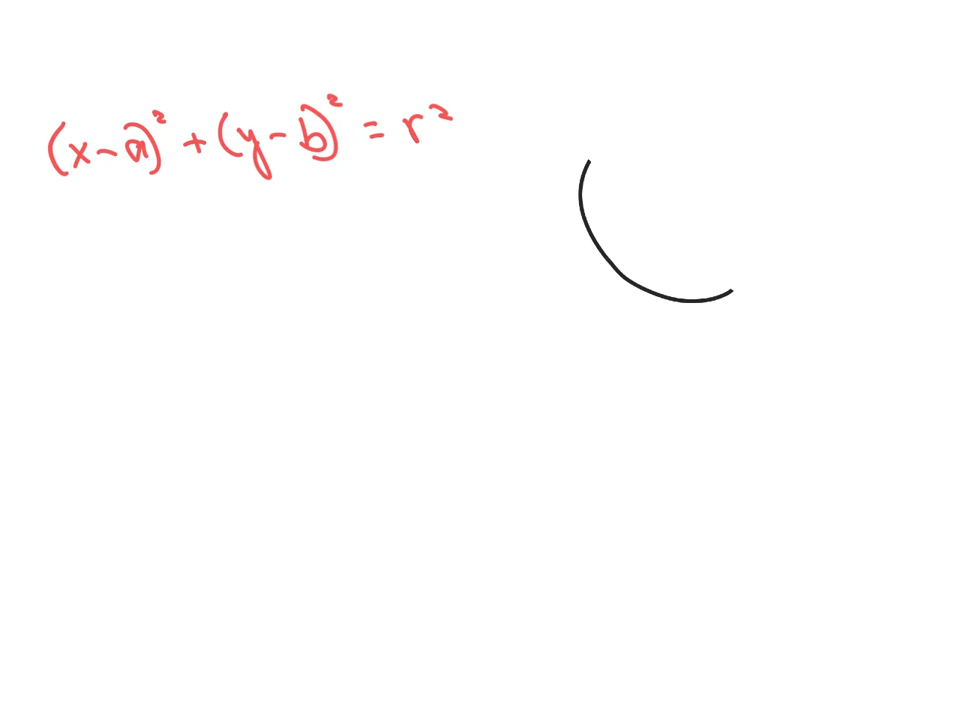 (x-a)² + (y-b)² = r²